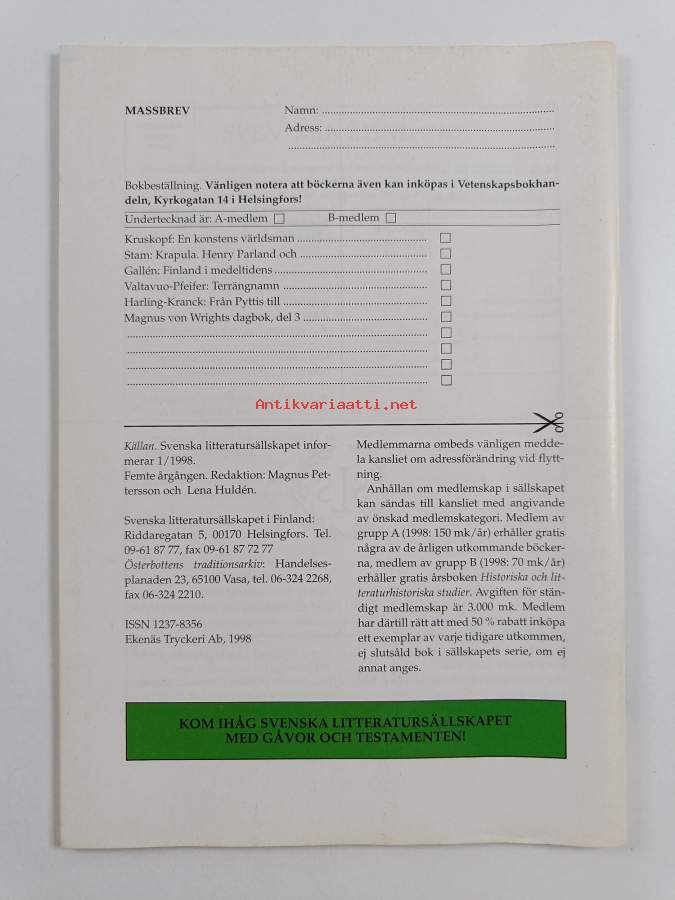 MASSBREV
Namn: ................................................
Adress: ................................................
................................................
Bokbeställning. Vänligen notera att böckerna även kan inköpas i Vetenskapsbokhan-
deln, Kyrkogatan 14 i Helsingfors!
Undertecknad är: A-medlem □ B-medlem □
Kruskopf: En konstens världsman ................................ □
Stam: Krapula. Henry Parland och ................................ □
Gallén: Finland i medeltidens ................................ □
Valtavuo-Pfeifer: Terrängnamn ................................ □
Harling-Kranck: Från Pyttis till ................................ □
Magnus von Wrights dagbok, del 3 ................................ □
................................................ □
................................................ □
................................................ □
................................................ □
Antikvariaatti.net
Källan. Svenska litteratursällskapet infor-
merar 1/1998.
Femte årgången. Redaktion: Magnus Pet-
tersson och Lena Huldén.
Svenska litteratursällskapet i Finland:
Riddaregatan 5, 00170 Helsingfors. Tel.
09-61 87 77, fax 09-61 87 72 77
Österbottens traditionsarkiv: Handelses-
planaden 23, 65100 Vasa, tel. 06-324 2268,
fax 06-324 2210.
ISSN 1237-8356
Ekenäs Tryckeri Ab, 1998
Medlemmarna ombeds vänligen medde-
la kansliet om adressförändring vid flytt-
ning.
Anhållan om medlemskap i sällskapet
kan sändas till kansliet med angivande
av önskad medlemskategori. Medlem av
grupp A (1998: 150 mk/år) erhåller gratis
några av de årligen utkommande böcker-
na, medlem av grupp B (1998: 70 mk/år)
erhåller gratis årsboken Historiska och lit-
teraturhistoriska studier. Avgiften för stän-
digt medlemskap är 3.000 mk. Medlem
har därtill rätt att med 50 % rabatt inköpa
ett exemplar av varje tidigare utkommen,
ej slutsåld bok i sällskapets serie, om ej
annat anges.
KOM IHÅG SVENSKA LITTERATURSÄLLSKAPET
MED GÅVOR OCH TESTAMENTEN!